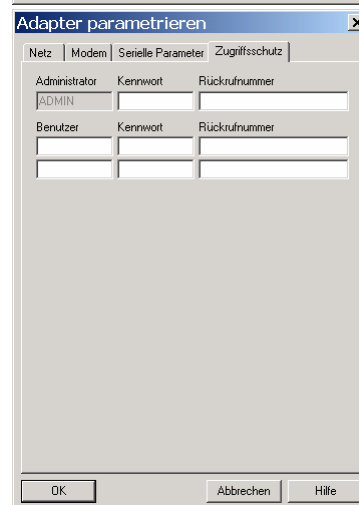 Adapter parametrieren
Netz Modem Serielle Parameter Zugriffsschutz
Administrator Kennwort Rückrufnummer
ADMIN
Benutzer Kennwort Rückrufnummer
OK Abbrechen Hilfe